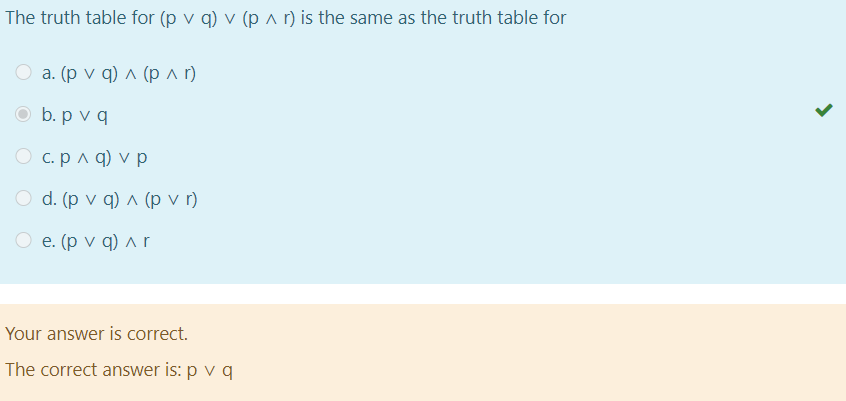 The truth table for (p ∨ q) ∨ (p ∧ r) is the same as the truth table for
a. (p ∨ q) ∧ (p ∧ r)
b. p ∨ q
c. p ∧ q) ∨ p
d. (p ∨ q) ∧ (p ∨ r)
e. (p ∨ q) ∧ r
Your answer is correct.
The correct answer is: p ∨ q